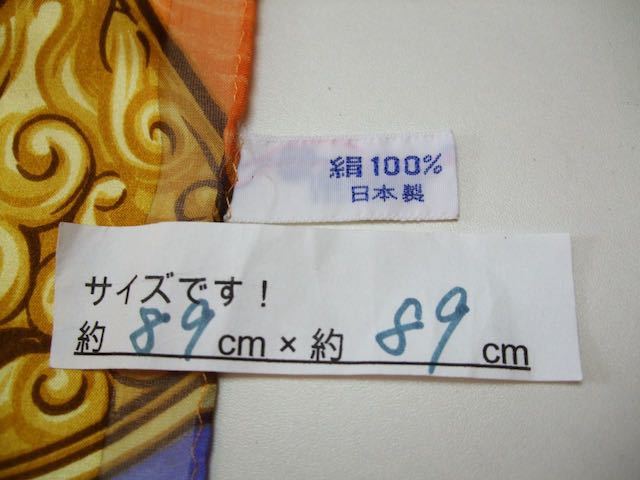 絹100%
日本製
サイズです！
約 89 cm × 約 89 cm